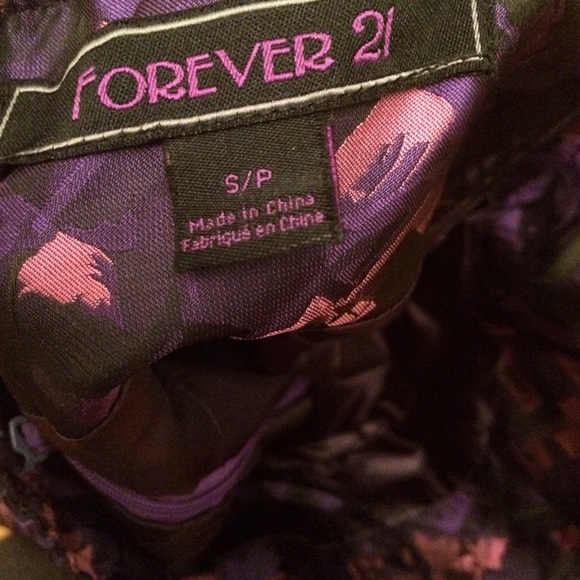 FOREVER 21
S/P
Made in China
Fabriqué en Chine